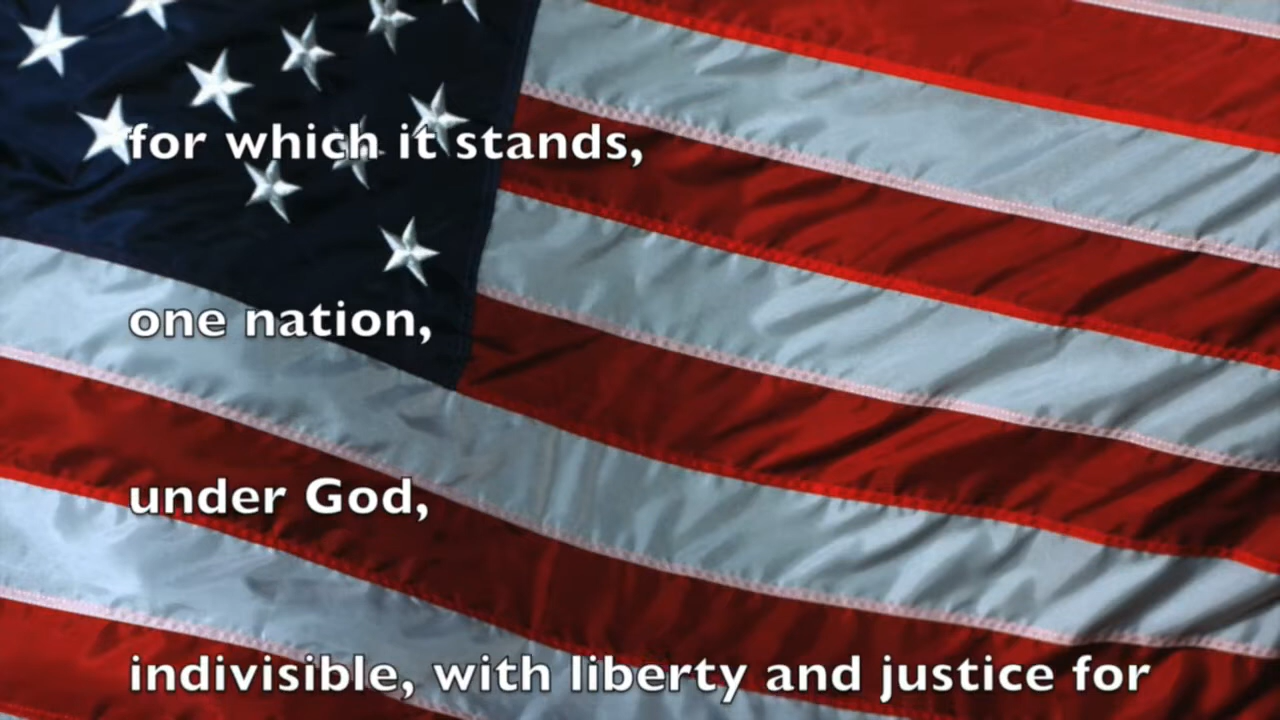 for which it stands,
one nation,
under God,
indivisible, with liberty and justice for